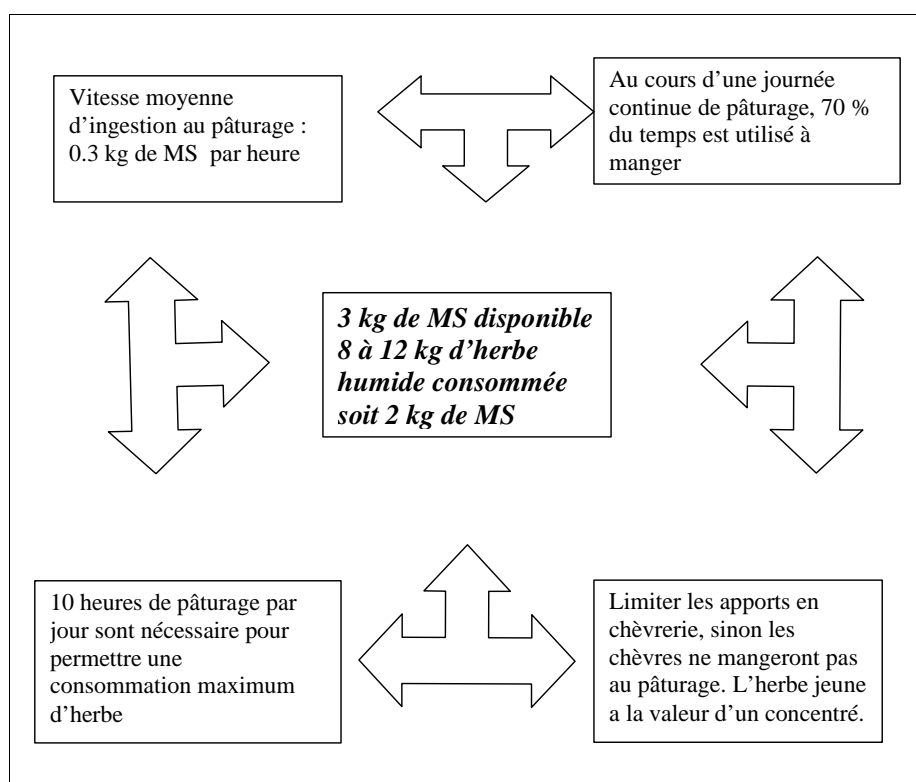 Vitesse moyenne
d’ingestion au pâturage :
0.3 kg de MS par heure
Au cours d’une journée
continue de pâturage, 70 %
du temps est utilisé à
manger
3 kg de MS disponible
8 à 12 kg d’herbe
humide consommée
soit 2 kg de MS
10 heures de pâturage par
jour sont nécessaire pour
permettre une
consommation maximum
d’herbe
Limiter les apports en
chèvrerie, sinon les
chèvres ne mangeront pas
au pâturage. L’herbe jeune
a la valeur d’un concentré.